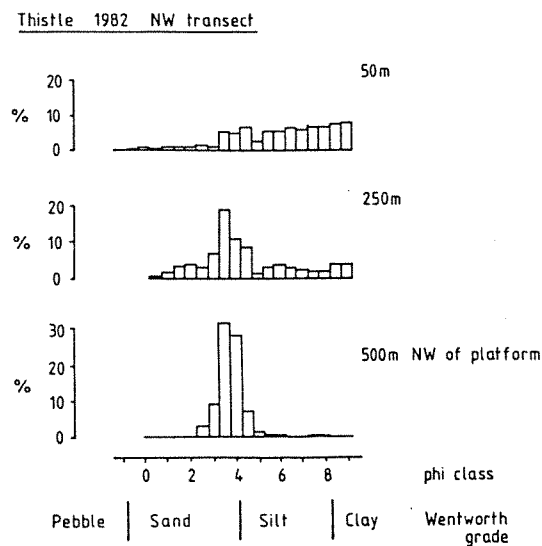 Thistle 1982 NW transect
50m
20
% 10
0
250m
20
% 10
0
500m NW of platform
30
20
% 10
0
0 2 4 6 8 phi class
Pebble Sand Silt Clay Wentworth
grade